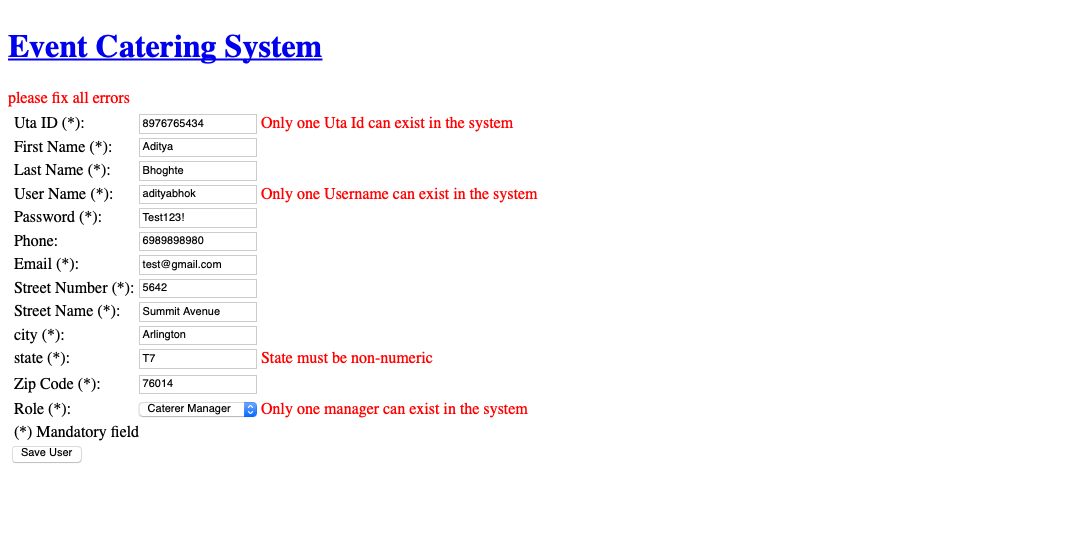 Event Catering System
please fix all errors
Uta ID (*): 8976765434 Only one Uta Id can exist in the system
First Name (*): Aditya
Last Name (*): Bhoghte
User Name (*): adityabhok Only one Username can exist in the system
Password (*): Test123!
Phone: 6989898980
Email (*): test@gmail.com
Street Number (*): 5642
Street Name (*): Summit Avenue
city (*): Arlington
state (*): T7 State must be non-numeric
Zip Code (*): 76014
Role (*): Caterer Manager Only one manager can exist in the system
(*) Mandatory field
Save User